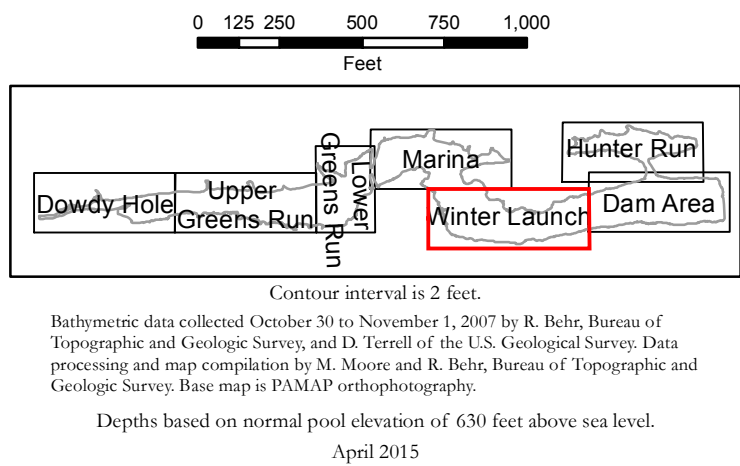 0 125 250 500 750 1,000
Feet
Hunter Run
Marina
Lower
Greens Run
Upper
Greens Run
Dowdy Hole
Winter Launch
Dam Area
Contour interval is 2 feet.
Bathymetric data collected October 30 to November 1, 2007 by R. Behr, Bureau of
Topographic and Geologic Survey, and D. Terrell of the U.S. Geological Survey. Data
processing and map compilation by M. Moore and R. Behr, Bureau of Topographic and
Geologic Survey. Base map is PAMAP orthophotography.
Depths based on normal pool elevation of 630 feet above sea level.
April 2015